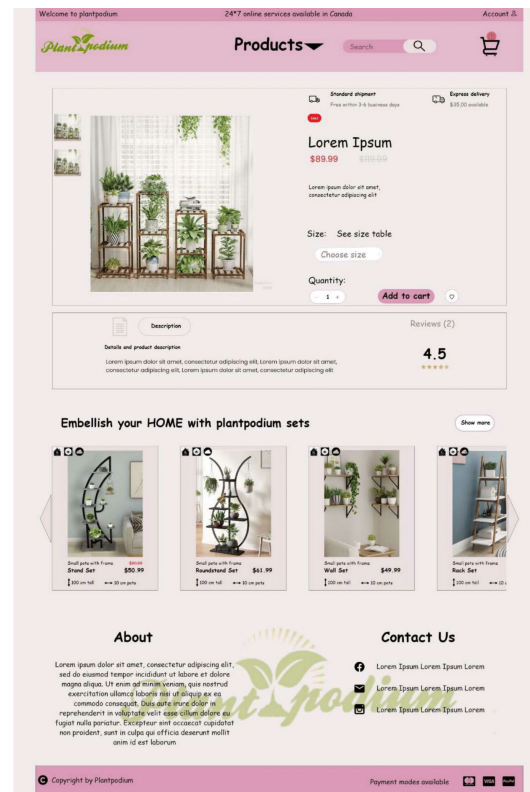 Welcome to plantpodium
24*7 online services available in Canada
Account
Plant podium
Products
Search
1
Standard shipment
Free within 3-6 business days
Express delivery
$35,00 available
Lorem Ipsum
$89.99
Lorem ipsum dolor sit amet,
consectetur adipiscing elit
Size: See size table
Choose size
Quantity:
- 1 +
Add to cart
Description
Reviews (2)
Details and product description
4.5
Lorem ipsum dolor sit amet, consectetur adipiscing elit, Lorem ipsum dolor sit amet,
consectetur adipiscing elit, Lorem ipsum dolor sit amet, consectetur adipiscing elit
Embellish your HOME with plantpodium sets
Show more
Small pots with frame
Stand Set $50.99
100 cm tall 10 cm pots
Small pots with frame
Roundstand Set $61.99
100 cm tall 10 cm pots
Small pots with frame
Wall Set $49.99
100 cm tall 10 cm pots
Small pots with frame
Rack Set $54.99
100 cm tall 10 c
About
Lorem ipsum dolor sit amet, consectetur adipiscing elit,
sed do eiusmod tempor incididunt ut labore et dolore
magna aliqua. Ut enim ad minim veniam, quis nostrud
exercitation ullamco laboris nisi ut aliquip ex ea
commodo consequat. Duis aute irure dolor in
reprehenderit in voluptate velit esse cillum dolore eu
fugiat nulla pariatur. Excepteur sint occaecat cupidatat
non proident, sunt in culpa qui officia deserunt mollit
anim id est laborum
Contact Us
Lorem Ipsum Lorem Ipsum Lorem
Lorem Ipsum Lorem Ipsum Lorem
Lorem Ipsum Lorem Ipsum Lorem
Plant podium
Copyright by Plantpodium
Payment modes available
VISA
PayPal